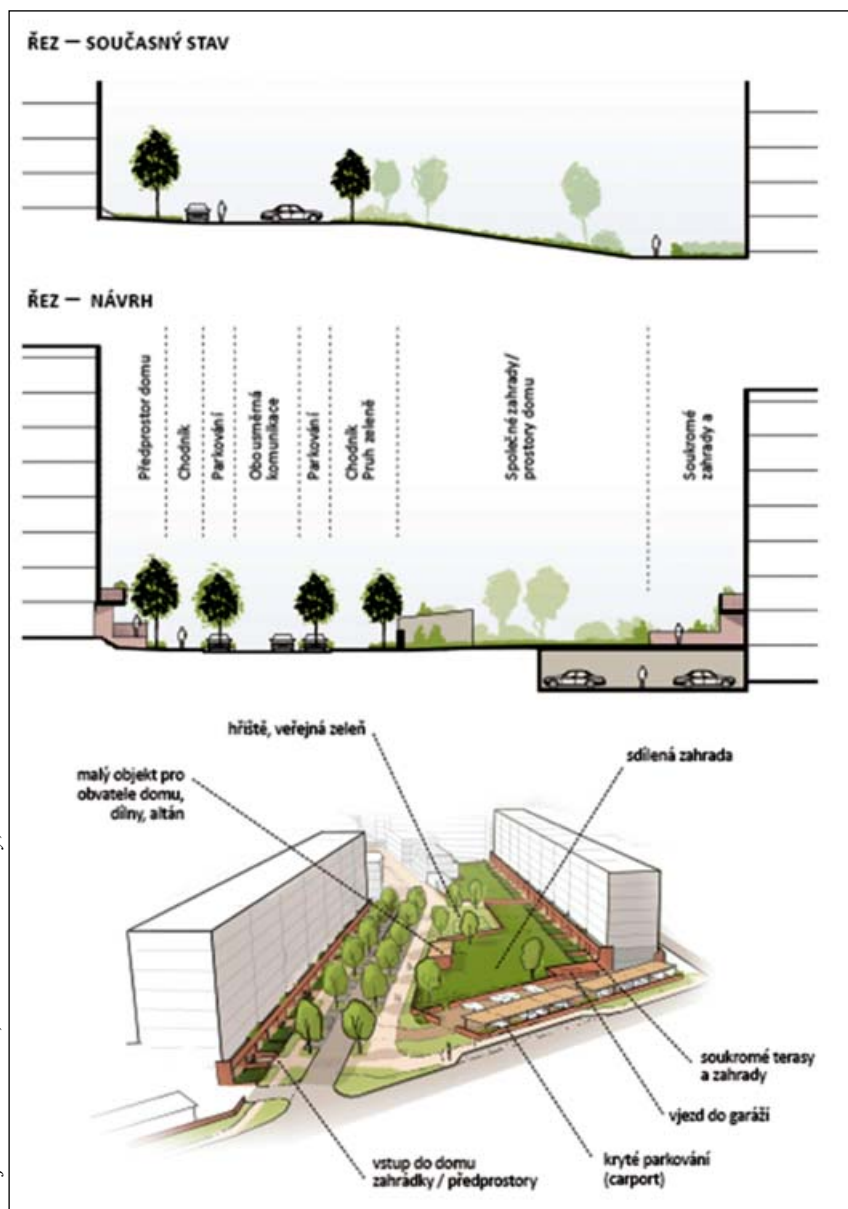 ŘEZ — SOUČASNÝ STAV
ŘEZ — NÁVRH
Předprostor domu
Chodník
Parkování
Obousměrná
komunikace
Parkování
Chodník
Pruh zeleně
Společné zahrady/
prostory domu
Soukromé
zahrady a
hřiště, veřejná zeleň
malý objekt pro
obvatele domu,
dílny, altán
sdílená zahrada
soukromé terasy
a zahrady
vjezd do garáží
kryté parkování
(carport)
vstup do domu
zahrádky / předprostory